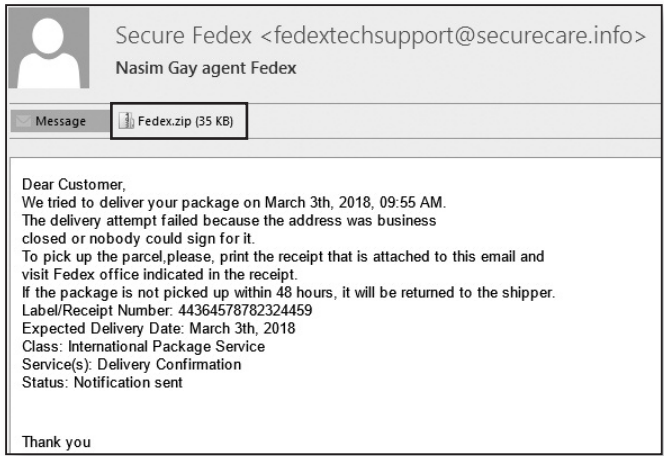 Secure Fedex <fedextechsupport@securecare.info>
Nasim Gay agent Fedex
Message
Fedex.zip (35 KB)
Dear Customer,
We tried to deliver your package on March 3th, 2018, 09:55 AM.
The delivery attempt failed because the address was business
closed or nobody could sign for it.
To pick up the parcel,please, print the receipt that is attached to this email and
visit Fedex office indicated in the receipt.
If the package is not picked up within 48 hours, it will be returned to the shipper.
Label/Receipt Number: 44364578782324459
Expected Delivery Date: March 3th, 2018
Class: International Package Service
Service(s): Delivery Confirmation
Status: Notification sent
Thank you